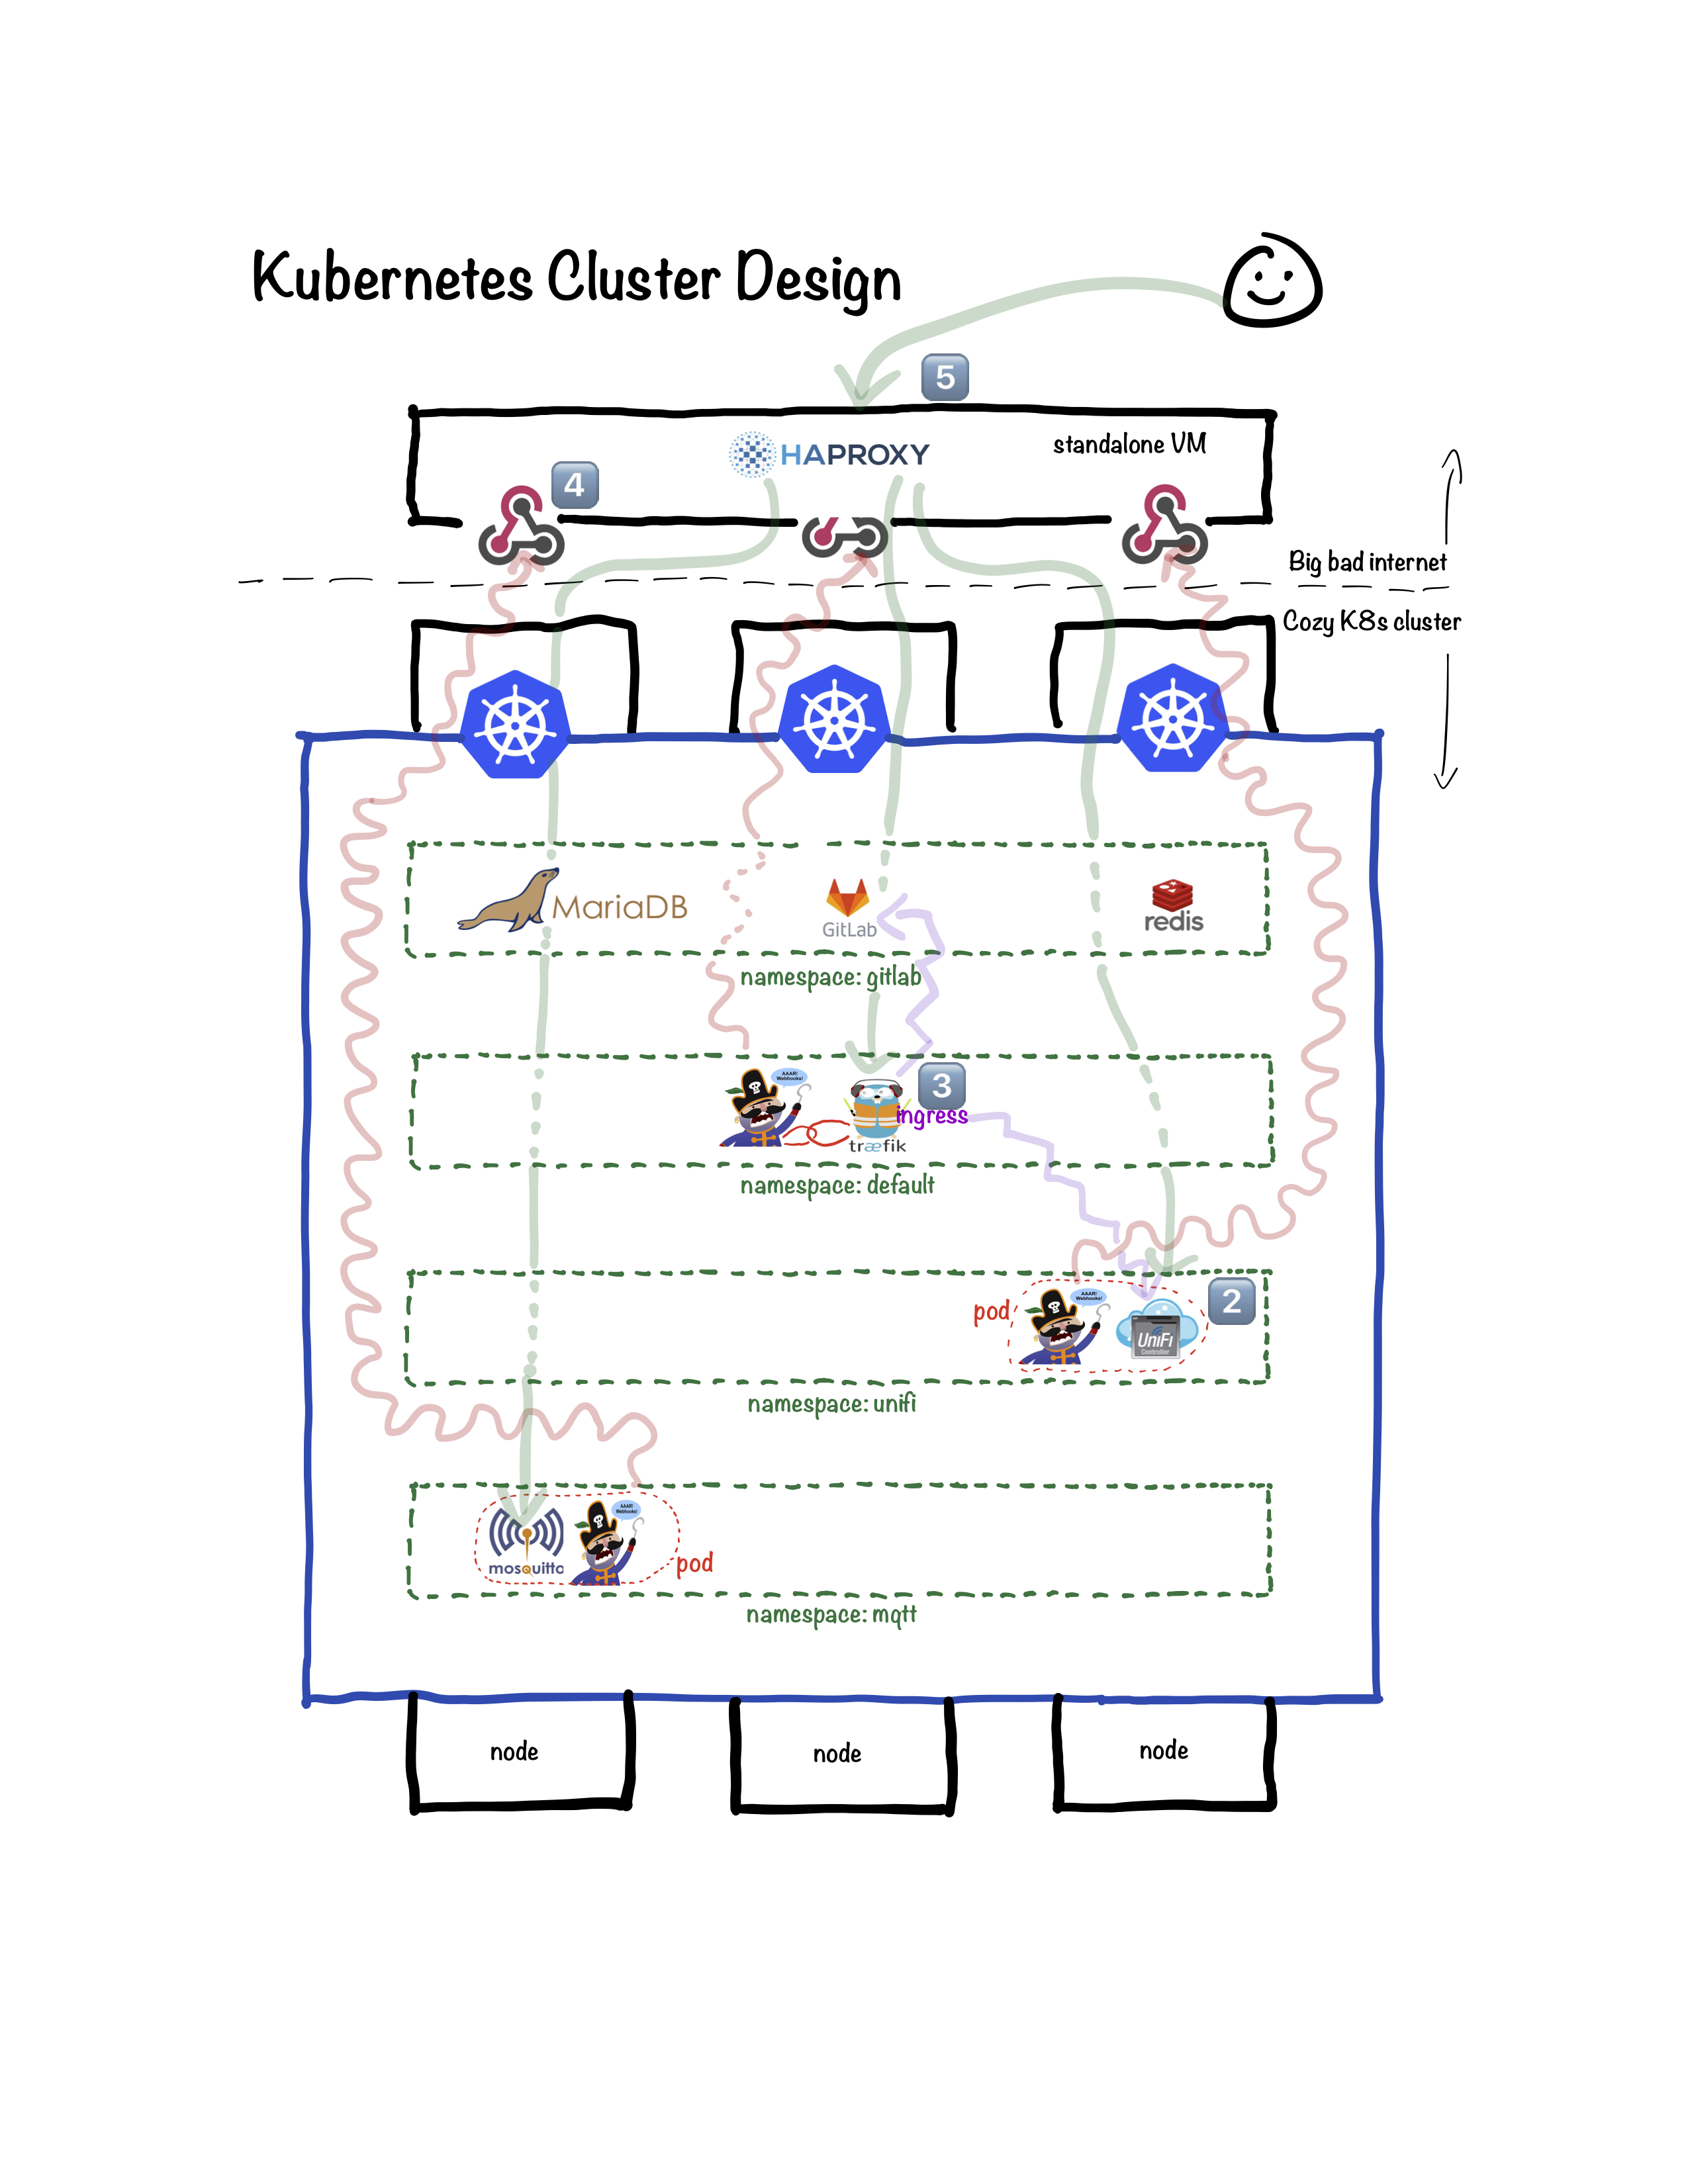 Kubernetes Cluster Design
5
HAPROXY
standalone VM
4
Big bad internet
Cozy K8s cluster
MariaDB
GitLab
redis
namespace: gitlab
AAAR!
Webhooks!
3
ingress
træfik
namespace: default
pod
AAAR!
Webhooks!
2
UniFi
Controller
namespace: unifi
AAAR!
Webhooks!
mosquitto
pod
namespace: mqtt
node
node
node